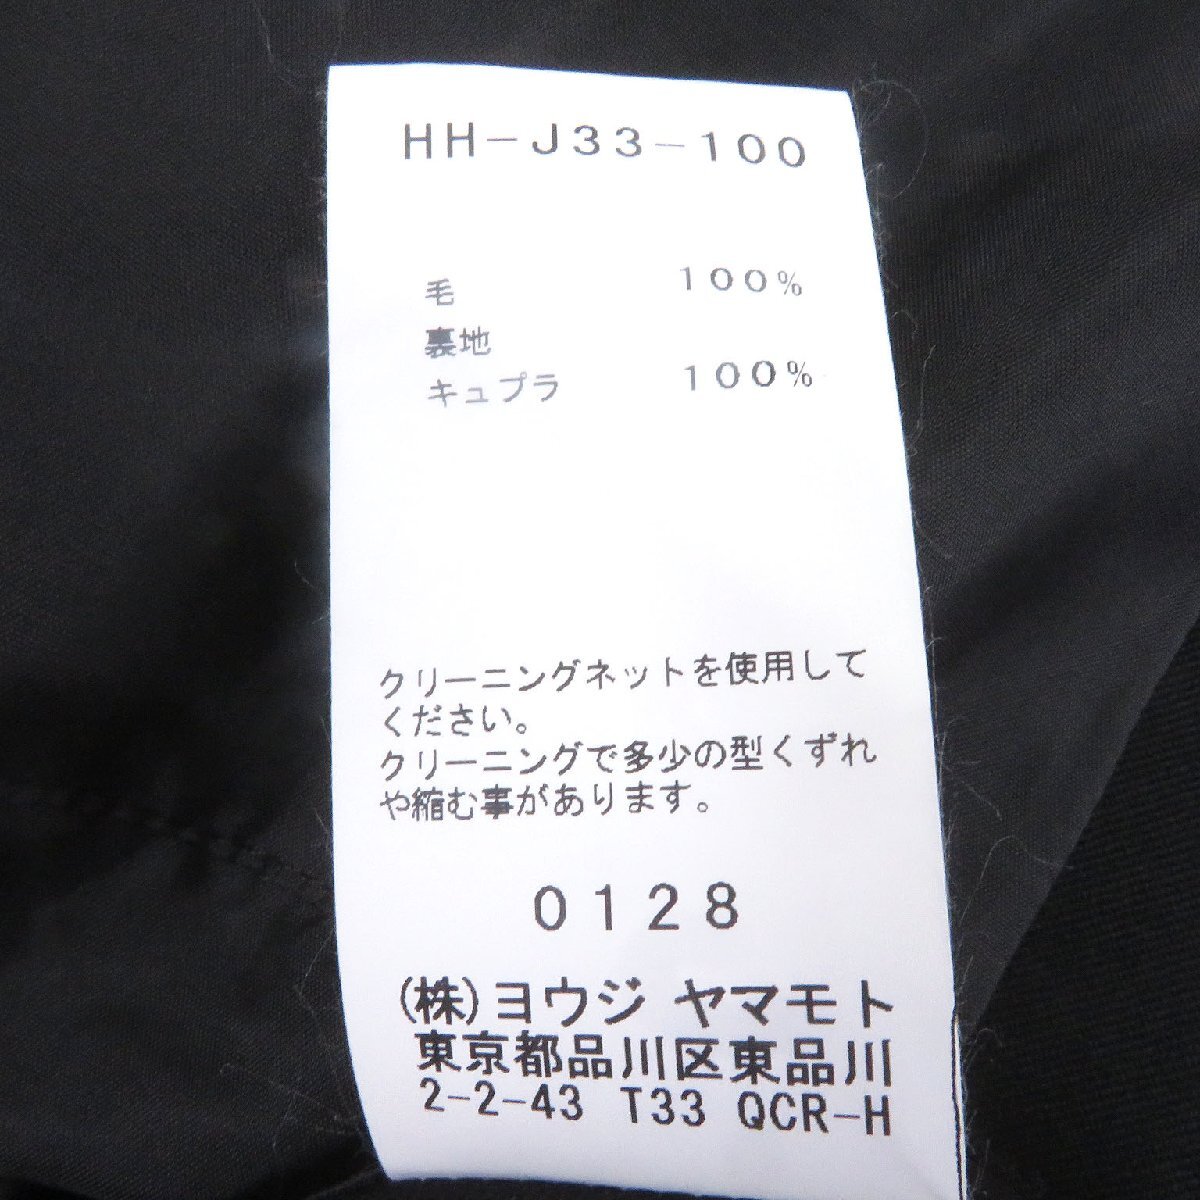 HH-J33-100
毛 100%
裏地
キュプラ 100%
クリーニングネットを使用して
ください。
クリーニングで多少の型くずれ
や縮む事があります。
0128
(株)ヨウジ ヤマモト
東京都品川区東品川
2-2-43 T33 QCR-H